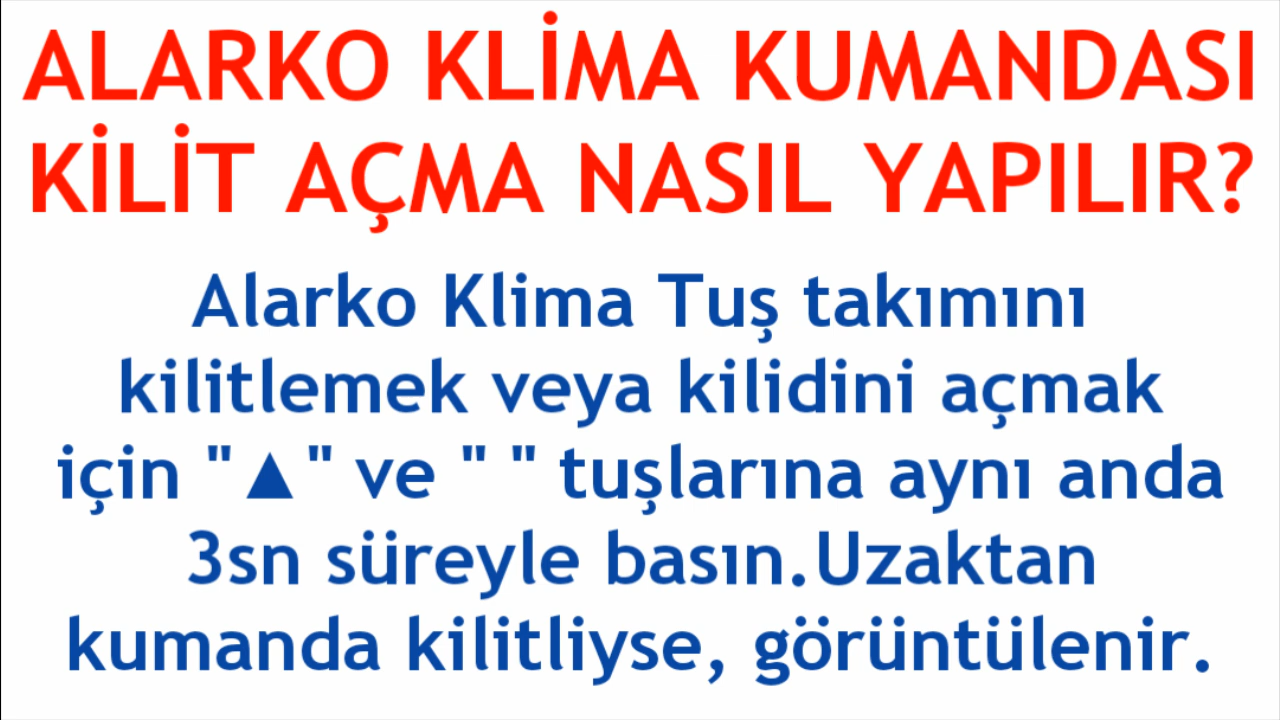 ALARKO KLİMA KUMANDASI
KİLİT AÇMA NASIL YAPILIR?
Alarko Klima Tuş takımını
kilitlemek veya kilidini açmak
için "▲" ve " " tuşlarına aynı anda
3sn süreyle basın.Uzaktan
kumanda kilitliyse, görüntülenir.